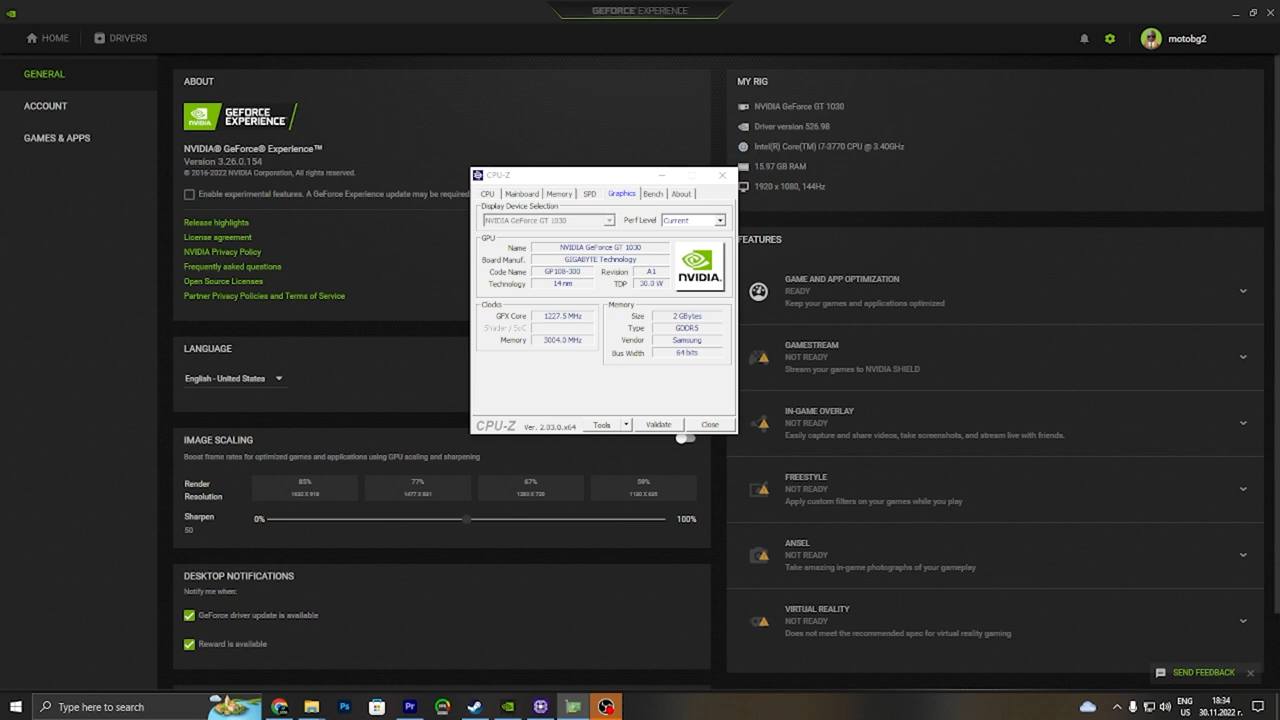 GEFORCE EXPERIENCE
HOME
DRIVERS
motobg2
GENERAL
ACCOUNT
GAMES & APPS
ABOUT
NVIDIA
GEFORCE
EXPERIENCE
NVIDIA® GeForce® Experience™
Version 3.26.0.154
© 2016-2022 NVIDIA Corporation, All rights reserved.
Enable experimental features. A GeForce Experience update may be required
Release highlights
License agreement
NVIDIA Privacy Policy
Frequently asked questions
Open Source Licenses
Partner Privacy Policies and Terms of Service
LANGUAGE
English - United States
IMAGE SCALING
Boost frame rates for optimized games and applications using GPU scaling and sharpening
Render
Resolution
85%
1632 X 918
77%
1477 X 831
67%
1280 X 720
59%
1130 X 635
Sharpen
50
0%
100%
DESKTOP NOTIFICATIONS
Notify me when:
GeForce driver update is available
Reward is available
CPU-Z
CPU
Mainboard
Memory
SPD
Graphics
Bench
About
Display Device Selection
NVIDIA GeForce GT 1030
Perf Level
Current
GPU
Name
NVIDIA GeForce GT 1030
Board Manuf.
GIGABYTE Technology
Code Name
GP108-300
Revision
A1
Technology
14 nm
TDP
30.0 W
NVIDIA.
Clocks
GFX Core
1227.5 MHz
Shader / SoC
Memory
3004.0 MHz
Memory
Size
2 GBytes
Type
GDDR5
Vendor
Samsung
Bus Width
64 bits
CPU-Z
Ver. 2.03.0.x64
Tools
Validate
Close
MY RIG
NVIDIA GeForce GT 1030
Driver version 526.98
Intel(R) Core(TM) i7-3770 CPU @ 3.40GHz
15.97 GB RAM
1920 x 1080, 144Hz
FEATURES
GAME AND APP OPTIMIZATION
READY
Keep your games and applications optimized
GAMESTREAM
NOT READY
Stream your games to NVIDIA SHIELD
IN-GAME OVERLAY
NOT READY
Easily capture and share videos, take screenshots, and stream live with friends.
FREESTYLE
NOT READY
Apply custom filters on your games while you play
ANSEL
NOT READY
Take amazing in-game photographs of your gameplay
VIRTUAL REALITY
NOT READY
Does not meet the recommended spec for virtual reality gaming
SEND FEEDBACK
Type here to search
Ps
Pr
ENG
US
18:34
30.11.2022 г.